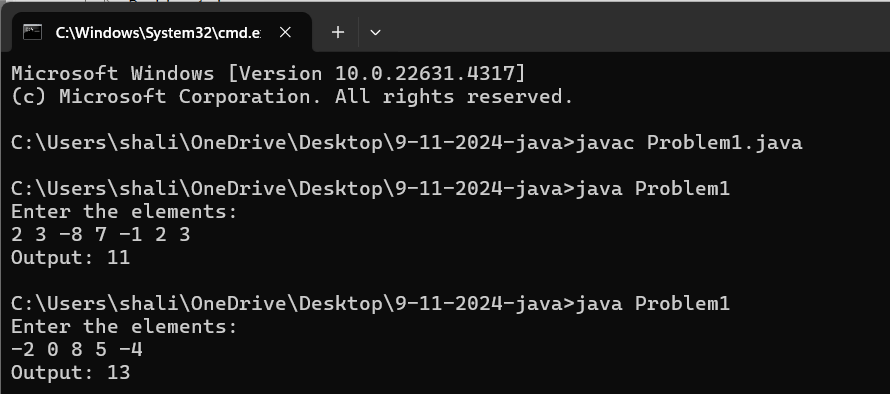 C:\Windows\System32\cmd.e
Microsoft Windows [Version 10.0.22631.4317]
(c) Microsoft Corporation. All rights reserved.
C:\Users\shali\OneDrive\Desktop\9-11-2024-java>javac Problem1.java
C:\Users\shali\OneDrive\Desktop\9-11-2024-java>java Problem1
Enter the elements:
2 3 -8 7 -1 2 3
Output: 11
C:\Users\shali\OneDrive\Desktop\9-11-2024-java>java Problem1
Enter the elements:
-2 0 8 5 -4
Output: 13